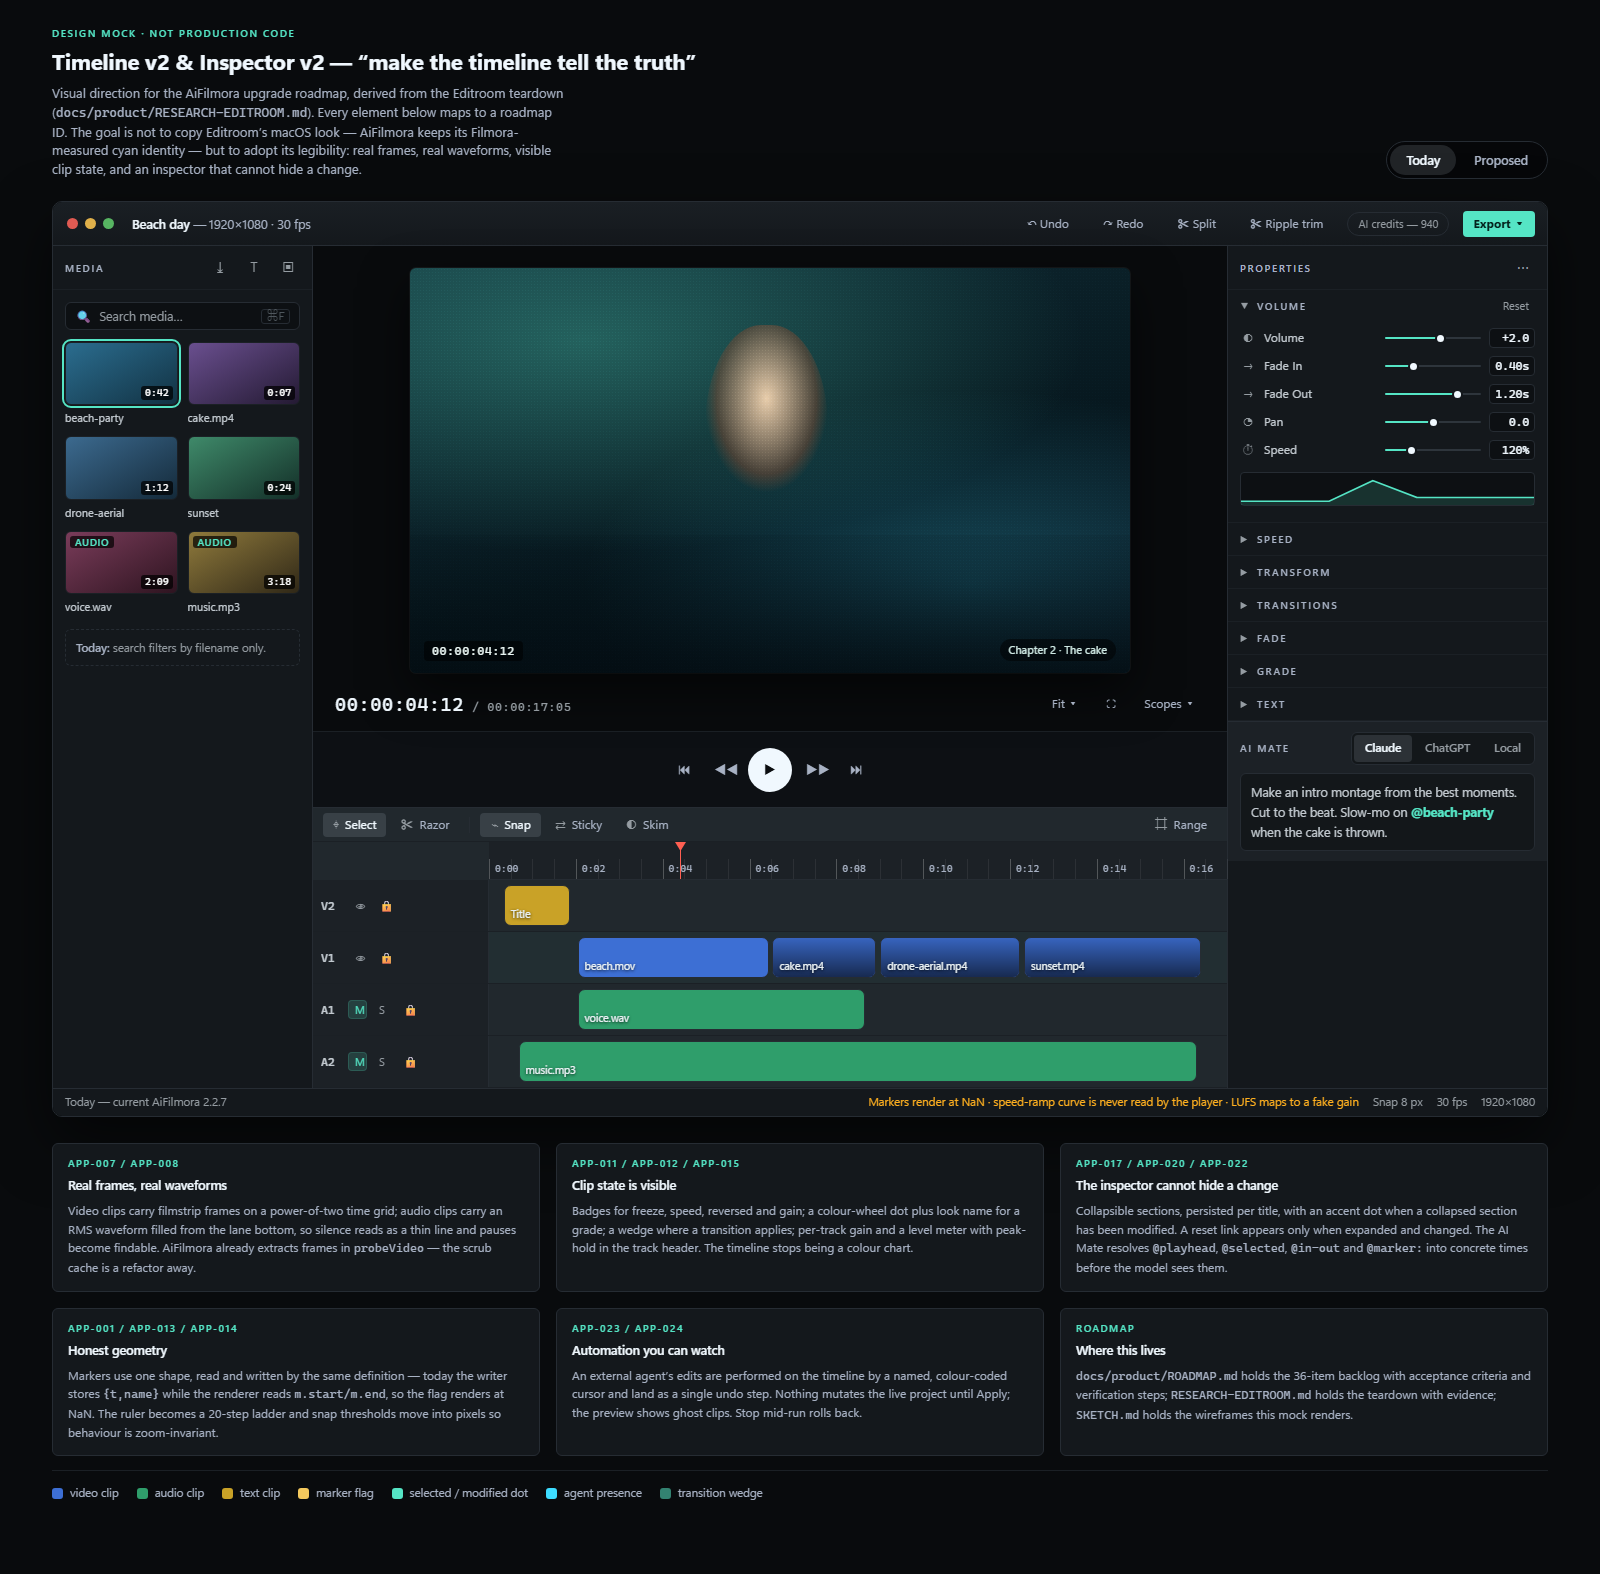 DESIGN MOCK · NOT PRODUCTION CODE
Timeline v2 & Inspector v2 — “make the timeline tell the truth”
Visual direction for the AiFilmora upgrade roadmap, derived from the Editroom teardown
(docs/product/RESEARCH-EDITROOM.md). Every element below maps to a roadmap
ID. The goal is not to copy Editroom's macOS look — AiFilmora keeps its Filmora-
measured cyan identity — but to adopt its legibility: real frames, real waveforms, visible
clip state, and an inspector that cannot hide a change.
Today Proposed
Beach day — 1920×1080 · 30 fps
Undo Redo Split Ripple trim AI credits — 940 Export
MEDIA T
Search media... ⌘F
0:42 0:07
beach-party cake.mp4
1:12 0:24
drone-aerial sunset
AUDIO AUDIO
2:09 3:18
voice.wav music.mp3
Today: search filters by filename only.
00:00:04:12 Chapter 2 · The cake
00:00:04:12 / 00:00:17:05
Fit Scopes
PROPERTIES ...
VOLUME Reset
Volume +2.0
Fade In 0.40s
Fade Out 1.20s
Pan 0.0
Speed 120%
SPEED
TRANSFORM
TRANSITIONS
FADE
GRADE
TEXT
AI MATE Claude ChatGPT Local
Make an intro montage from the best moments.
Cut to the beat. Slow-mo on @beach-party
when the cake is thrown.
Select Razor Snap Sticky Skim Range
0:00 0:02 0:04 0:06 0:08 0:10 0:12 0:14 0:16
V2 Title
V1 beach.mov cake.mp4 drone-aerial.mp4 sunset.mp4
A1 M S voice.wav
A2 M S music.mp3
Today — current AiFilmora 2.2.7
Markers render at NaN · speed-ramp curve is never read by the player · LUFS maps to a fake gain Snap 8 px 30 fps 1920×1080
APP-007 / APP-008
Real frames, real waveforms
Video clips carry filmstrip frames on a power-of-two time grid; audio clips carry an
RMS waveform filled from the lane bottom, so silence reads as a thin line and pauses
become findable. AiFilmora already extracts frames in probeVideo — the scrub
cache is a refactor away.
APP-011 / APP-012 / APP-015
Clip state is visible
Badges for freeze, speed, reversed and gain; a colour-wheel dot plus look name for a
grade; a wedge where a transition applies; per-track gain and a level meter with peak-
hold in the track header. The timeline stops being a colour chart.
APP-017 / APP-020 / APP-022
The inspector cannot hide a change
Collapsible sections, persisted per title, with an accent dot when a collapsed section
has been modified. A reset link appears only when expanded and changed. The AI
Mate resolves @playhead, @selected, @in-out and @marker: into concrete times
before the model sees them.
APP-001 / APP-013 / APP-014
Honest geometry
Markers use one shape, read and written by the same definition — today the writer
stores {t,name} while the renderer reads m.start/m.end, so the flag renders at
NaN. The ruler becomes a 20-step ladder and snap thresholds move into pixels so
behaviour is zoom-invariant.
APP-023 / APP-024
Automation you can watch
An external agent's edits are performed on the timeline by a named, colour-coded
cursor and land as a single undo step. Nothing mutates the live project until Apply;
the preview shows ghost clips. Stop mid-run rolls back.
ROADMAP
Where this lives
docs/product/ROADMAP.md holds the 36-item backlog with acceptance criteria and
verification steps; RESEARCH-EDITROOM.md holds the teardown with evidence;
SKETCH.md holds the wireframes this mock renders.
video clip audio clip text clip marker flag selected / modified dot agent presence transition wedge